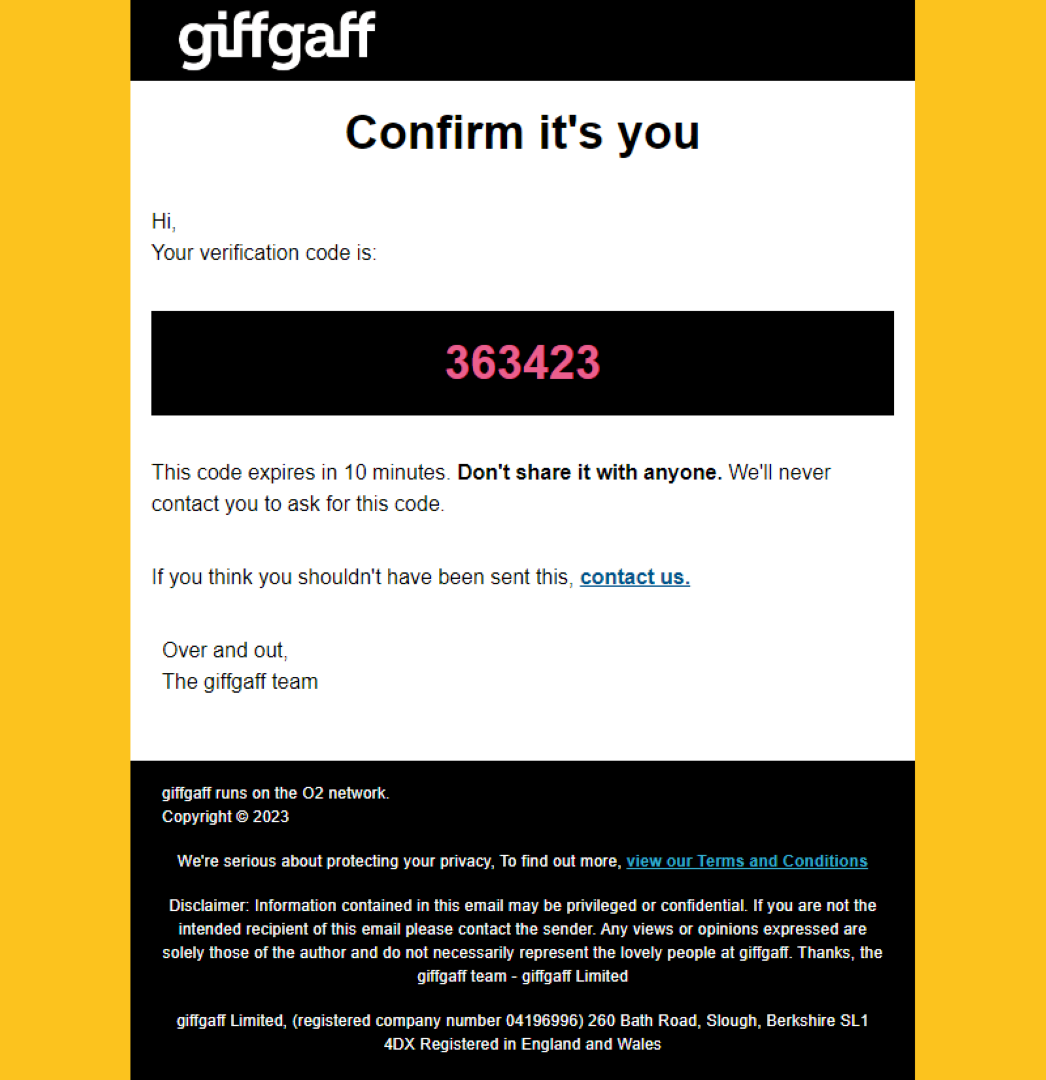 giffgaff
Confirm it's you
Hi,
Your verification code is:
363423
This code expires in 10 minutes. Don't share it with anyone. We'll never
contact you to ask for this code.
If you think you shouldn't have been sent this, contact us.
Over and out,
The giffgaff team
giffgaff runs on the O2 network.
Copyright © 2023
We're serious about protecting your privacy, To find out more, view our Terms and Conditions
Disclaimer: Information contained in this email may be privileged or confidential. If you are not the
intended recipient of this email please contact the sender. Any views or opinions expressed are
solely those of the author and do not necessarily represent the lovely people at giffgaff. Thanks, the
giffgaff team - giffgaff Limited
giffgaff Limited, (registered company number 04196996) 260 Bath Road, Slough, Berkshire SL1
4DX Registered in England and Wales